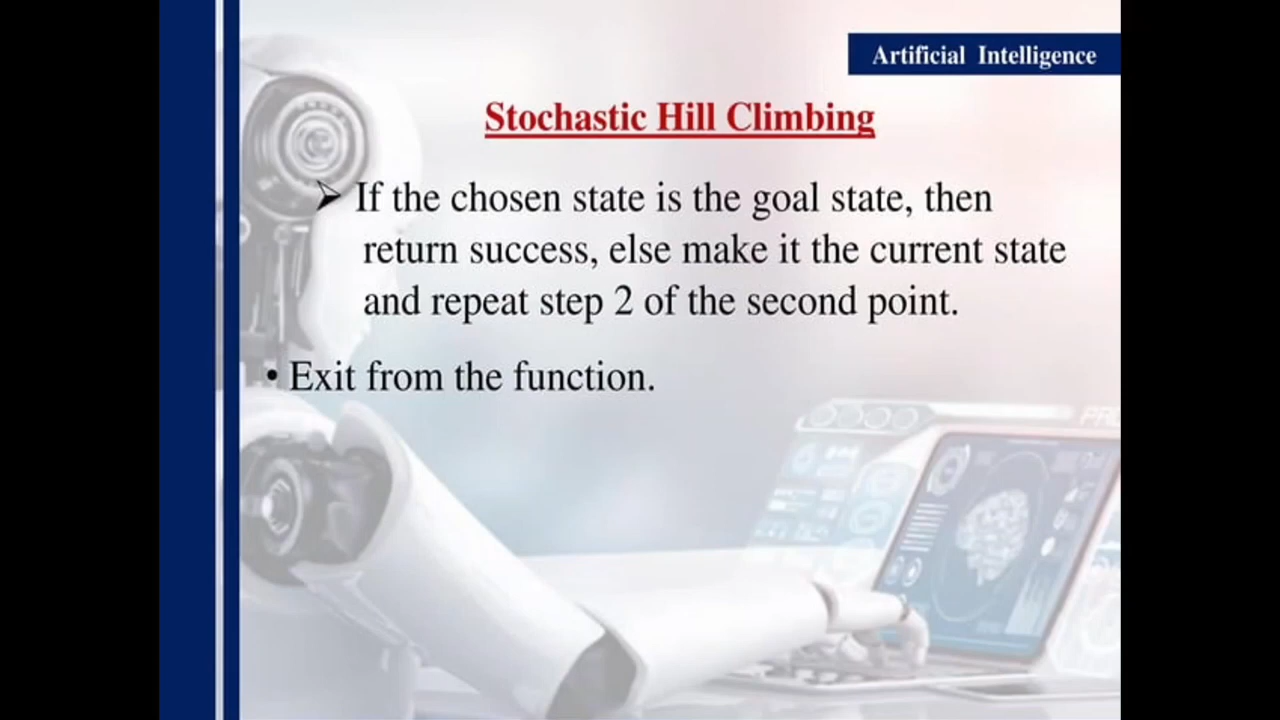 Artificial Intelligence
Stochastic Hill Climbing
➢ If the chosen state is the goal state, then
return success, else make it the current state
and repeat step 2 of the second point.
• Exit from the function.